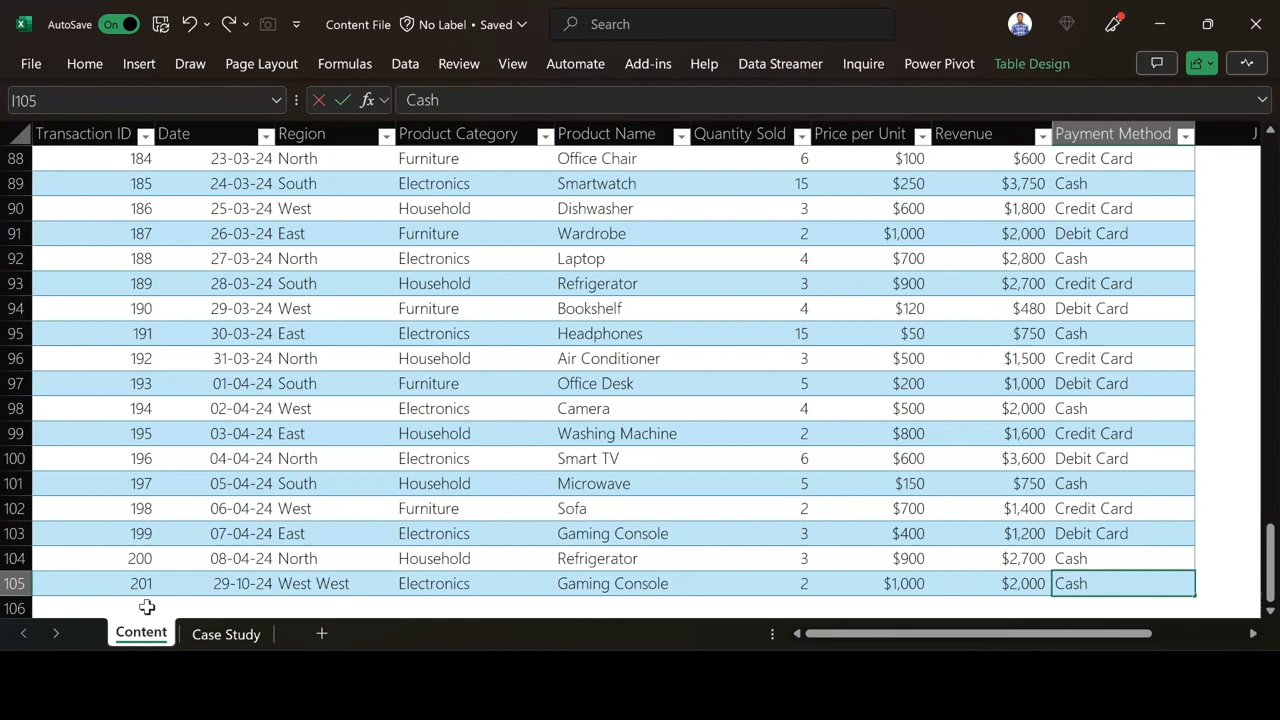 AutoSave On Content File No Label • Saved Search
File Home Insert Draw Page Layout Formulas Data Review View Automate Add-ins Help Data Streamer Inquire Power Pivot Table Design
I105 fx Cash
Transaction ID Date Region Product Category Product Name Quantity Sold Price per Unit Revenue Payment Method J
88 184 23-03-24 North Furniture Office Chair 6 $100 $600 Credit Card
89 185 24-03-24 South Electronics Smartwatch 15 $250 $3,750 Cash
90 186 25-03-24 West Household Dishwasher 3 $600 $1,800 Credit Card
91 187 26-03-24 East Furniture Wardrobe 2 $1,000 $2,000 Debit Card
92 188 27-03-24 North Electronics Laptop 4 $700 $2,800 Cash
93 189 28-03-24 South Household Refrigerator 3 $900 $2,700 Credit Card
94 190 29-03-24 West Furniture Bookshelf 4 $120 $480 Debit Card
95 191 30-03-24 East Electronics Headphones 15 $50 $750 Cash
96 192 31-03-24 North Household Air Conditioner 3 $500 $1,500 Credit Card
97 193 01-04-24 South Furniture Office Desk 5 $200 $1,000 Debit Card
98 194 02-04-24 West Electronics Camera 4 $500 $2,000 Cash
99 195 03-04-24 East Household Washing Machine 2 $800 $1,600 Credit Card
100 196 04-04-24 North Electronics Smart TV 6 $600 $3,600 Debit Card
101 197 05-04-24 South Household Microwave 5 $150 $750 Cash
102 198 06-04-24 West Furniture Sofa 2 $700 $1,400 Credit Card
103 199 07-04-24 East Electronics Gaming Console 3 $400 $1,200 Debit Card
104 200 08-04-24 North Household Refrigerator 3 $900 $2,700 Cash
105 201 29-10-24 West West Electronics Gaming Console 2 $1,000 $2,000 Cash
106
Content Case Study